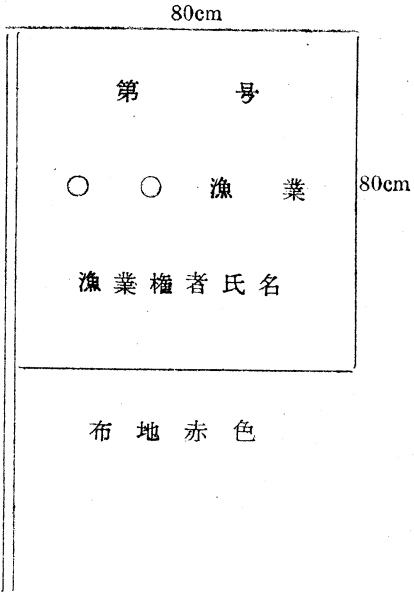 80cm
第 号
○ ○ 漁 業
80cm
漁業権者氏名
布地赤色